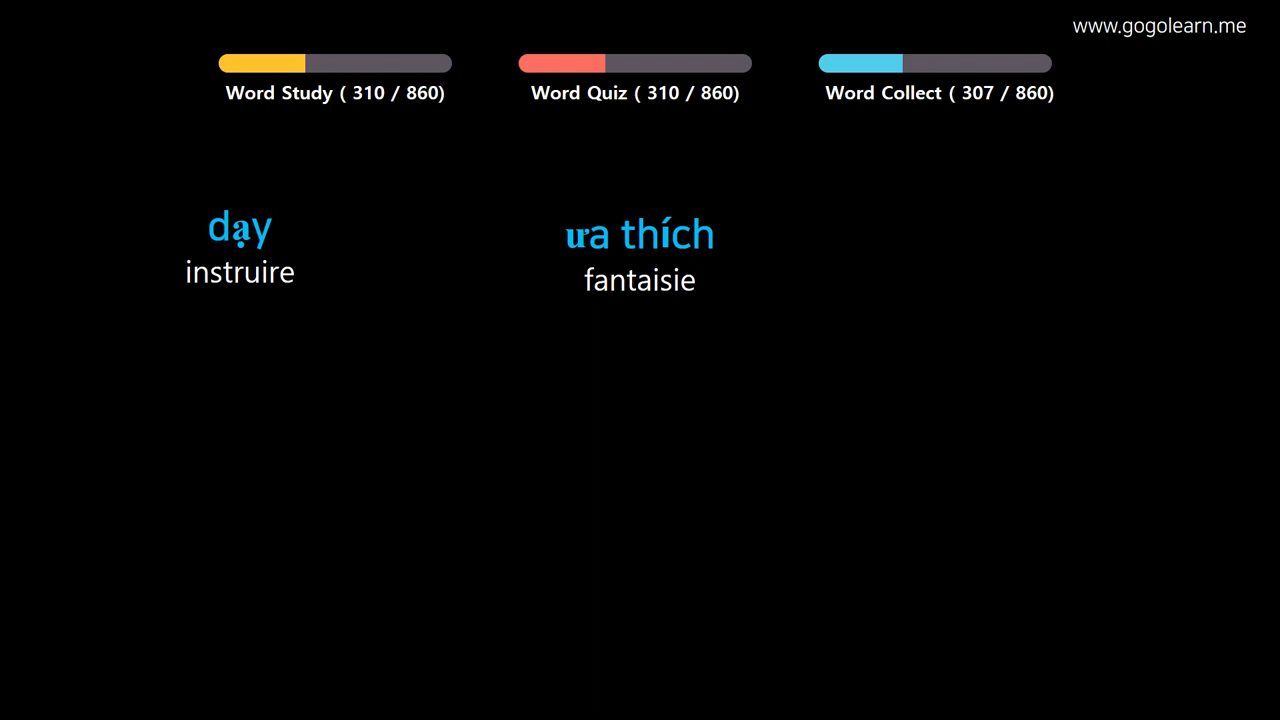 www.gogolearn.me
Word Study ( 310 / 860)
Word Quiz ( 310 / 860)
Word Collect ( 307 / 860)
dạy
instruire
ưa thích
fantaisie